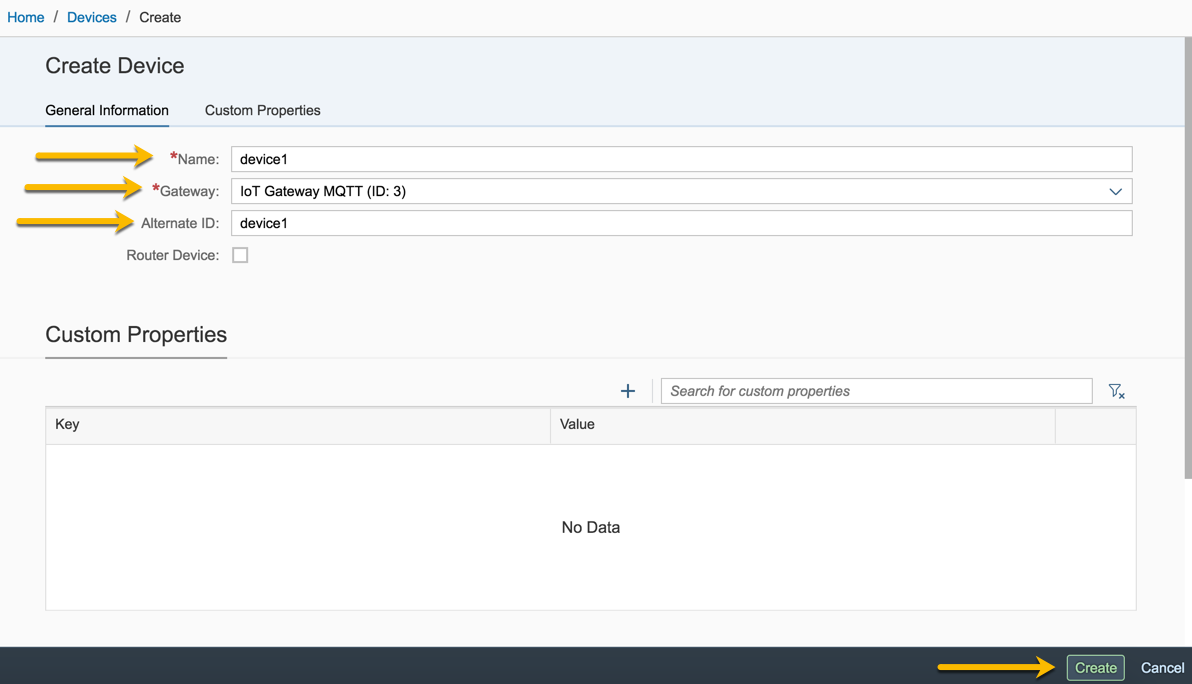 Home / Devices / Create
Create Device
General Information Custom Properties
*Name: device1
*Gateway: IoT Gateway MQTT (ID: 3)
Alternate ID: device1
Router Device:
Custom Properties
Search for custom properties
Key Value
No Data
Create Cancel